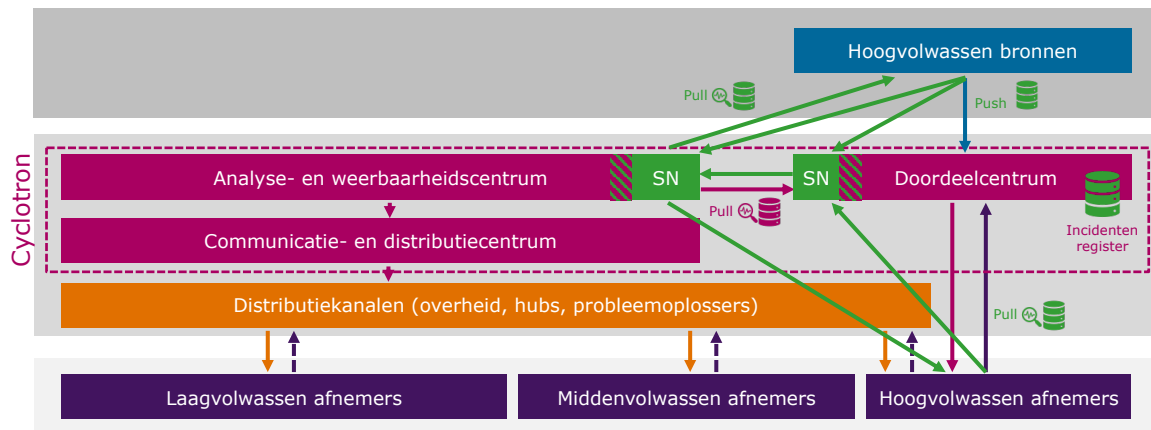 Hoogvolwassen bronnen
Pull
Push
Cyclotron
Analyse- en weerbaarheidscentrum
SN
SN
Doordeelcentrum
Pull
Incidenten
register
Communicatie- en distributiecentrum
Distributiekanalen (overheid, hubs, probleemoplossers)
Pull
Laagvolwassen afnemers
Middenvolwassen afnemers
Hoogvolwassen afnemers